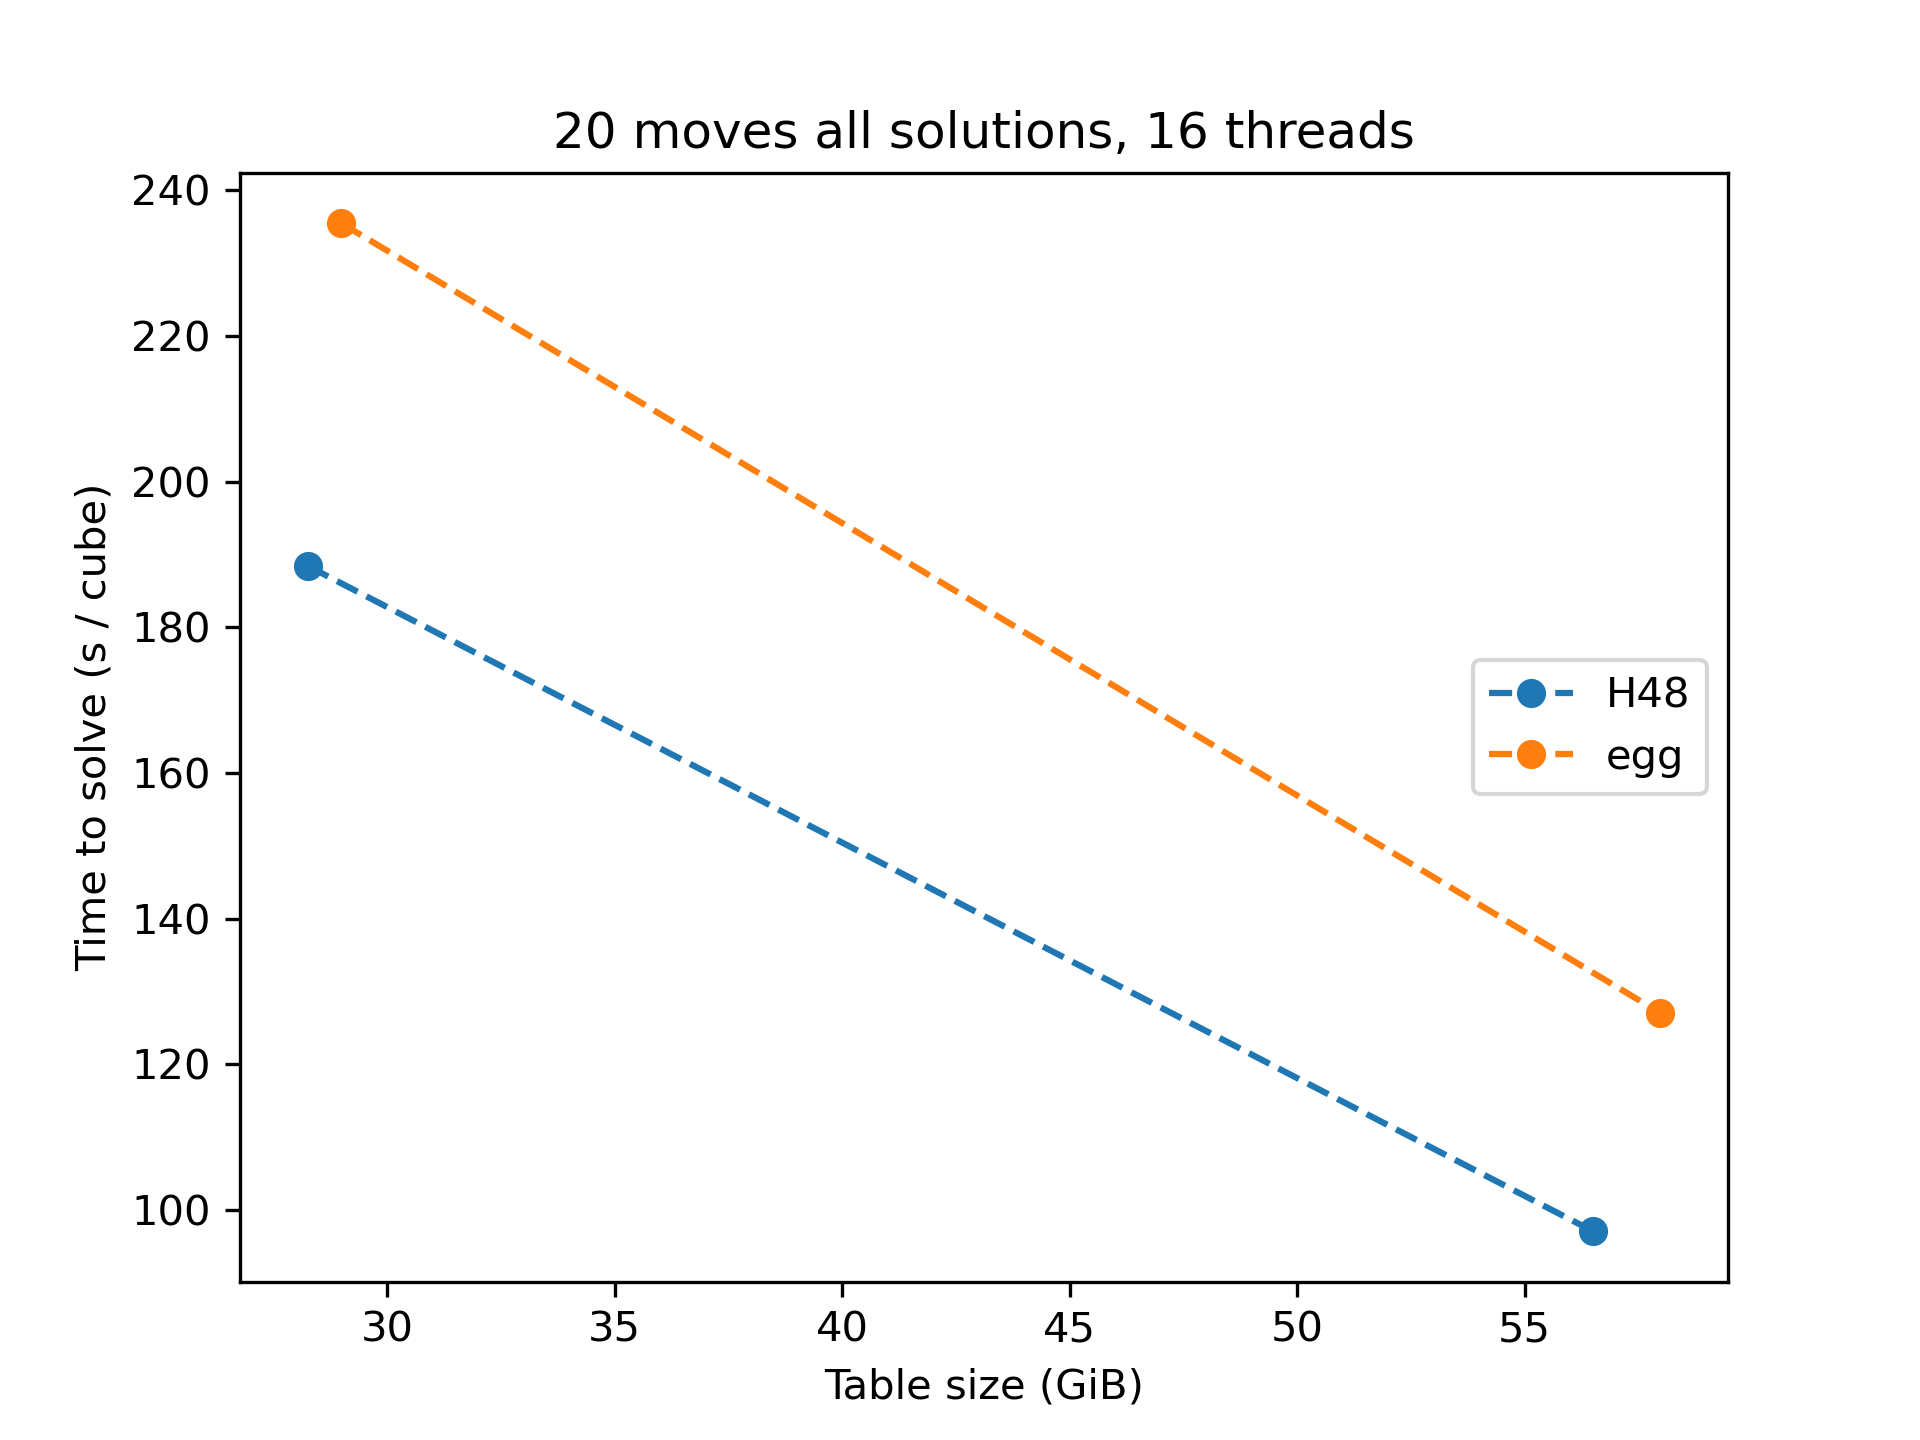 20 moves all solutions, 16 threads
240
220
200
180
160
140
120
100
Time to solve (s / cube)
H48
egg
30 35 40 45 50 55
Table size (GiB)